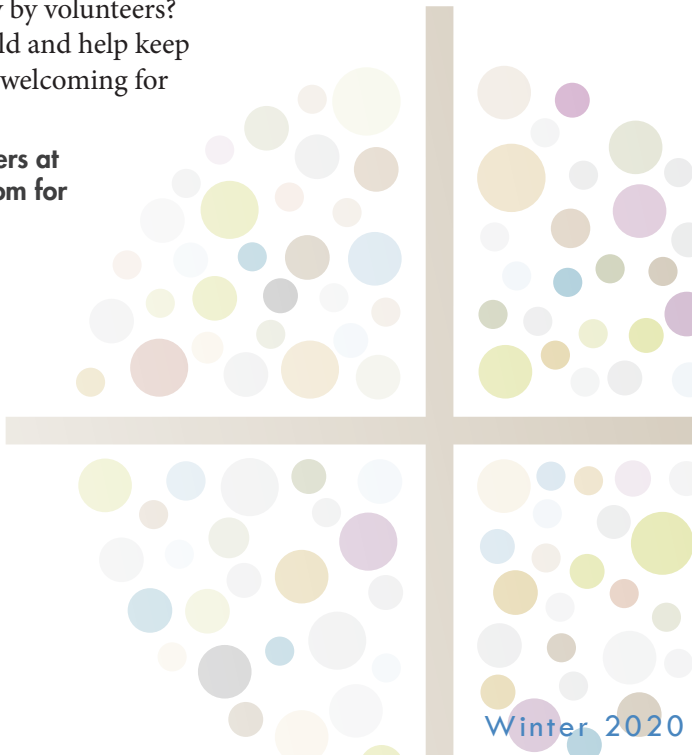 y by volunteers?
ld and help keep
welcoming for
ers at
om for
Winter 2020